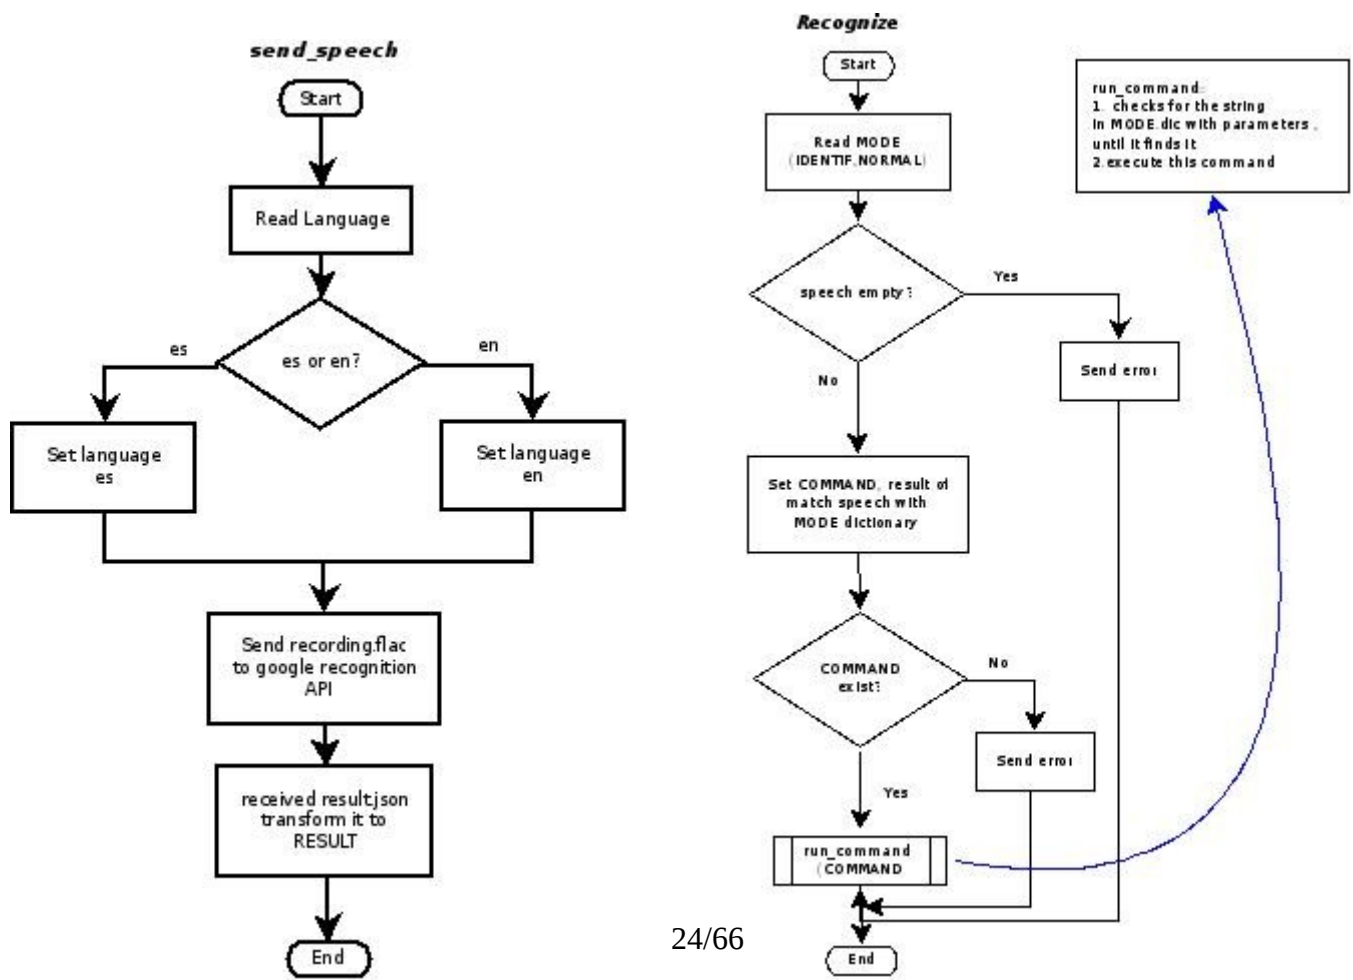 send_speech
Start
Read Language
es or en?
es
en
Set language
es
Set language
en
Send recording.flac
to google recognition
API
received result.json
transform it to
RESULT
End
Recognize
Start
Read MODE
(IDENTIF,NORMAL)
speech empty?
Yes
No
Send error
Set COMMAND, result of
match speech with
MODE dictionary
COMMAND
exist?
No
Yes
Send error
run_command
(COMMAND
End
run_command:
1. checks for the string
in MODE.dic with parameters ,
until it finds it
2.execute this command
24/66